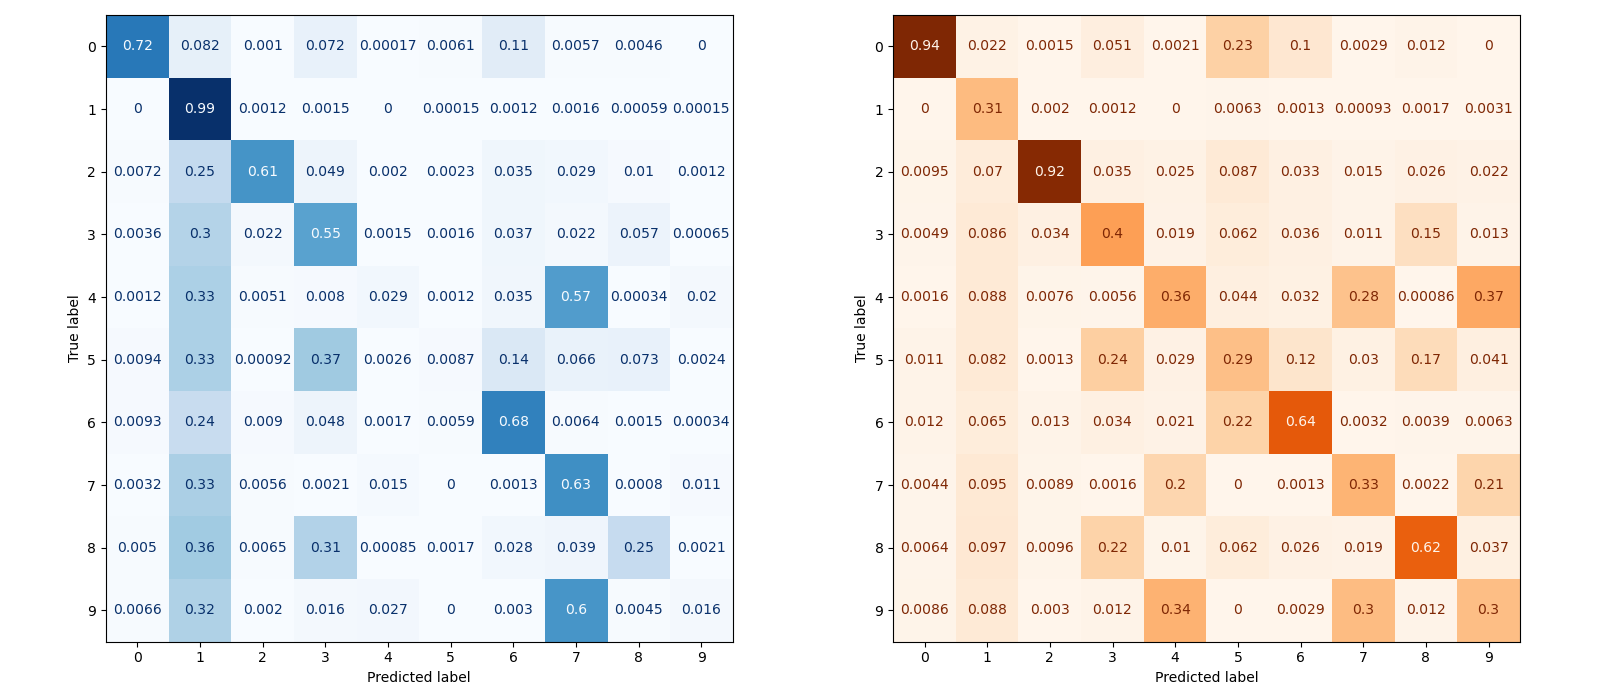 0 0.72 0.082 0.001 0.072 0.00017 0.0061 0.11 0.0057 0.0046 0
1 0 0.99 0.0012 0.0015 0 0.00015 0.0012 0.0016 0.00059 0.00015
2 0.0072 0.25 0.61 0.049 0.002 0.0023 0.035 0.029 0.01 0.0012
3 0.0036 0.3 0.022 0.55 0.0015 0.0016 0.037 0.022 0.057 0.00065
4 0.0012 0.33 0.0051 0.008 0.029 0.0012 0.035 0.57 0.00034 0.02
5 0.0094 0.33 0.00092 0.37 0.0026 0.0087 0.14 0.066 0.073 0.0024
6 0.0093 0.24 0.009 0.048 0.0017 0.0059 0.68 0.0064 0.0015 0.00034
7 0.0032 0.33 0.0056 0.0021 0.015 0 0.0013 0.63 0.0008 0.011
8 0.005 0.36 0.0065 0.31 0.00085 0.0017 0.028 0.039 0.25 0.0021
9 0.0066 0.32 0.002 0.016 0.027 0 0.003 0.6 0.0045 0.016
0 1 2 3 4 5 6 7 8 9
True label
Predicted label
0 0.94 0.022 0.0015 0.051 0.0021 0.23 0.1 0.0029 0.012 0
1 0 0.31 0.002 0.0012 0 0.0063 0.0013 0.00093 0.0017 0.0031
2 0.0095 0.07 0.92 0.035 0.025 0.087 0.033 0.015 0.026 0.022
3 0.0049 0.086 0.034 0.4 0.019 0.062 0.036 0.011 0.15 0.013
4 0.0016 0.088 0.0076 0.0056 0.36 0.044 0.032 0.28 0.00086 0.37
5 0.011 0.082 0.0013 0.24 0.029 0.29 0.12 0.03 0.17 0.041
6 0.012 0.065 0.013 0.034 0.021 0.22 0.64 0.0032 0.0039 0.0063
7 0.0044 0.095 0.0089 0.0016 0.2 0 0.0013 0.33 0.0022 0.21
8 0.0064 0.097 0.0096 0.22 0.01 0.062 0.026 0.019 0.62 0.037
9 0.0086 0.088 0.003 0.012 0.34 0 0.0029 0.3 0.012 0.3
0 1 2 3 4 5 6 7 8 9
True label
Predicted label